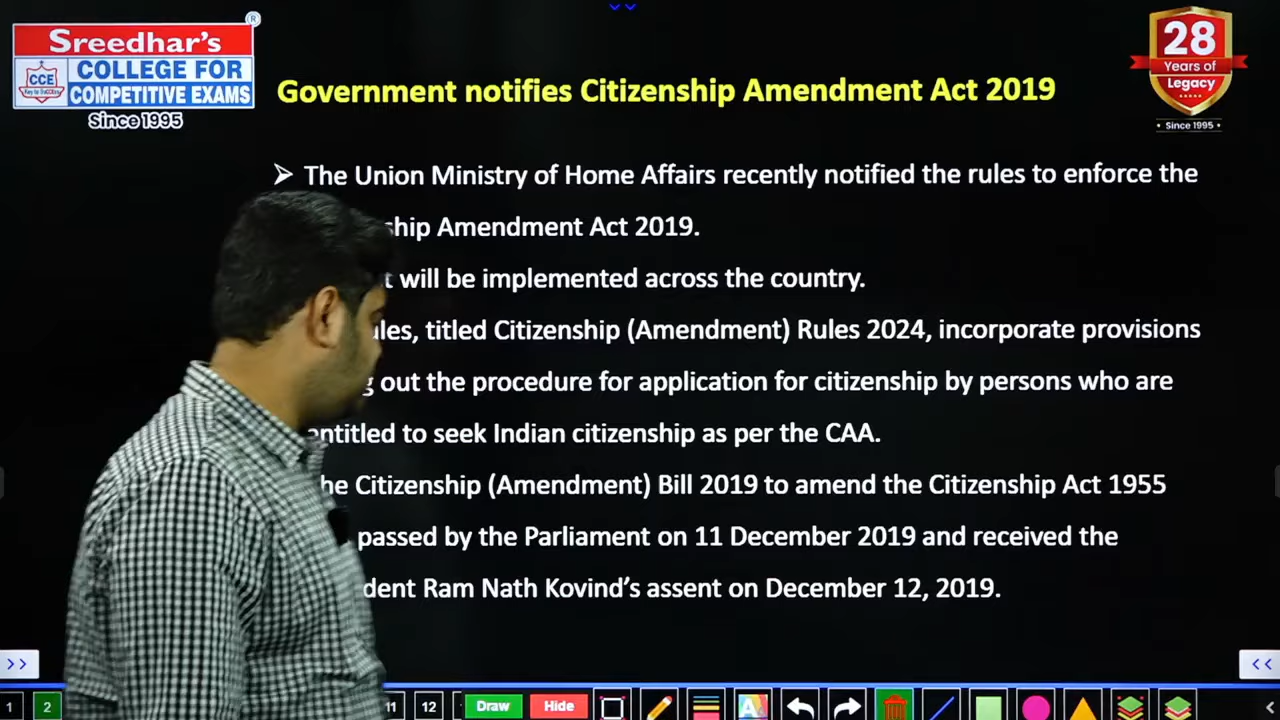 Sreedhar's
®
CCE
COLLEGE FOR
COMPETITIVE EXAMS
Since 1995
28
Years of
Legacy
• Since 1995 •
Government notifies Citizenship Amendment Act 2019
The Union Ministry of Home Affairs recently notified the rules to enforce the
ship Amendment Act 2019.
t will be implemented across the country.
les, titled Citizenship (Amendment) Rules 2024, incorporate provisions
g out the procedure for application for citizenship by persons who are
entitled to seek Indian citizenship as per the CAA.
he Citizenship (Amendment) Bill 2019 to amend the Citizenship Act 1955
passed by the Parliament on 11 December 2019 and received the
dent Ram Nath Kovind's assent on December 12, 2019.
>>
<<
1
2
11
12
Draw
Hide
A
<